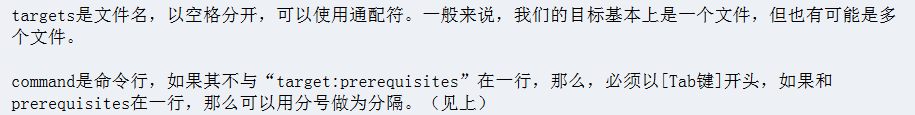 targets是文件名，以空格分开，可以使用通配符。一般来说，我们的目标基本上是一个文件，但也有可能是多
个文件。
command是命令行，如果其不与“target:prerequisites”在一行，那么，必须以[Tab键]开头，如果和
prerequisites在一行，那么可以用分号做为分隔。（见上）